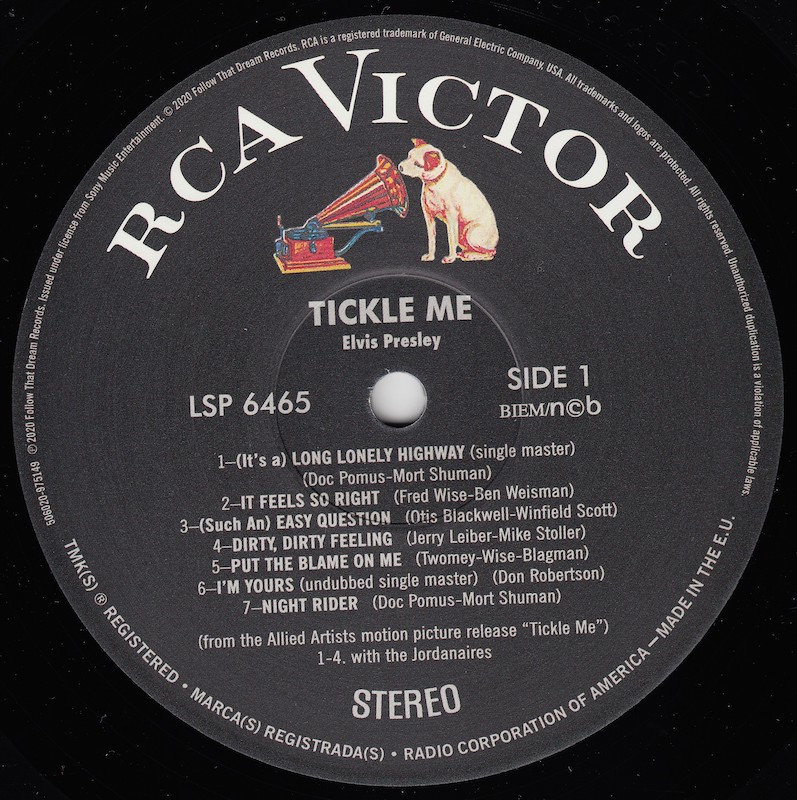 506020-975149 ℗©2020 Follow That Dream Records. Issued under license from Sony Music Entertainment. ©2020 Follow That Dream Records. RCA is a registered trademark of General Electric Company, USA. All trademarks and logos are protected. All rights reserved. Unauthorized duplication is a violation of applicable laws.
RCA VICTOR
TICKLE ME
Elvis Presley
LSP 6465
SIDE 1
BIEM/n©b
1–(It's a) LONG LONELY HIGHWAY (single master)
(Doc Pomus-Mort Shuman)
2–IT FEELS SO RIGHT (Fred Wise-Ben Weisman)
3–(Such An) EASY QUESTION (Otis Blackwell-Winfield Scott)
4–DIRTY, DIRTY FEELING (Jerry Leiber-Mike Stoller)
5–PUT THE BLAME ON ME (Twomey-Wise-Blagman)
6–I'M YOURS (undubbed single master) (Don Robertson)
7–NIGHT RIDER (Doc Pomus-Mort Shuman)
(from the Allied Artists motion picture release “Tickle Me”)
1-4. with the Jordanaires
STEREO
TMK(S) ® REGISTERED • MARCA(S) REGISTRADA(S) • RADIO CORPORATION OF AMERICA – MADE IN THE E.U.